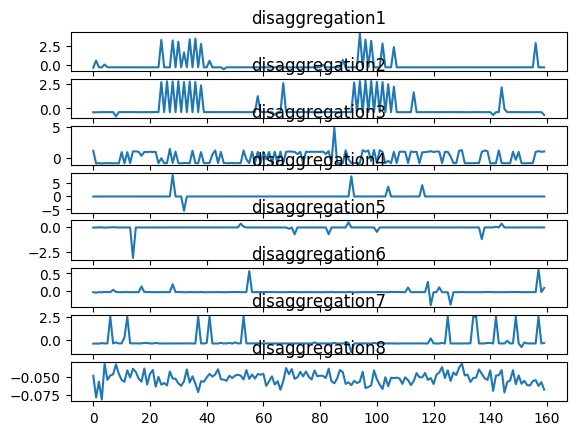 disaggregation1
2.5
0.0
disaggregation2
2.5
0.0
disaggregation3
5
0
disaggregation4
5
0
−5
disaggregation5
0.0
−2.5
disaggregation6
0.5
0.0
disaggregation7
2.5
0.0
disaggregation8
−0.050
−0.075
0 20 40 60 80 100 120 140 160